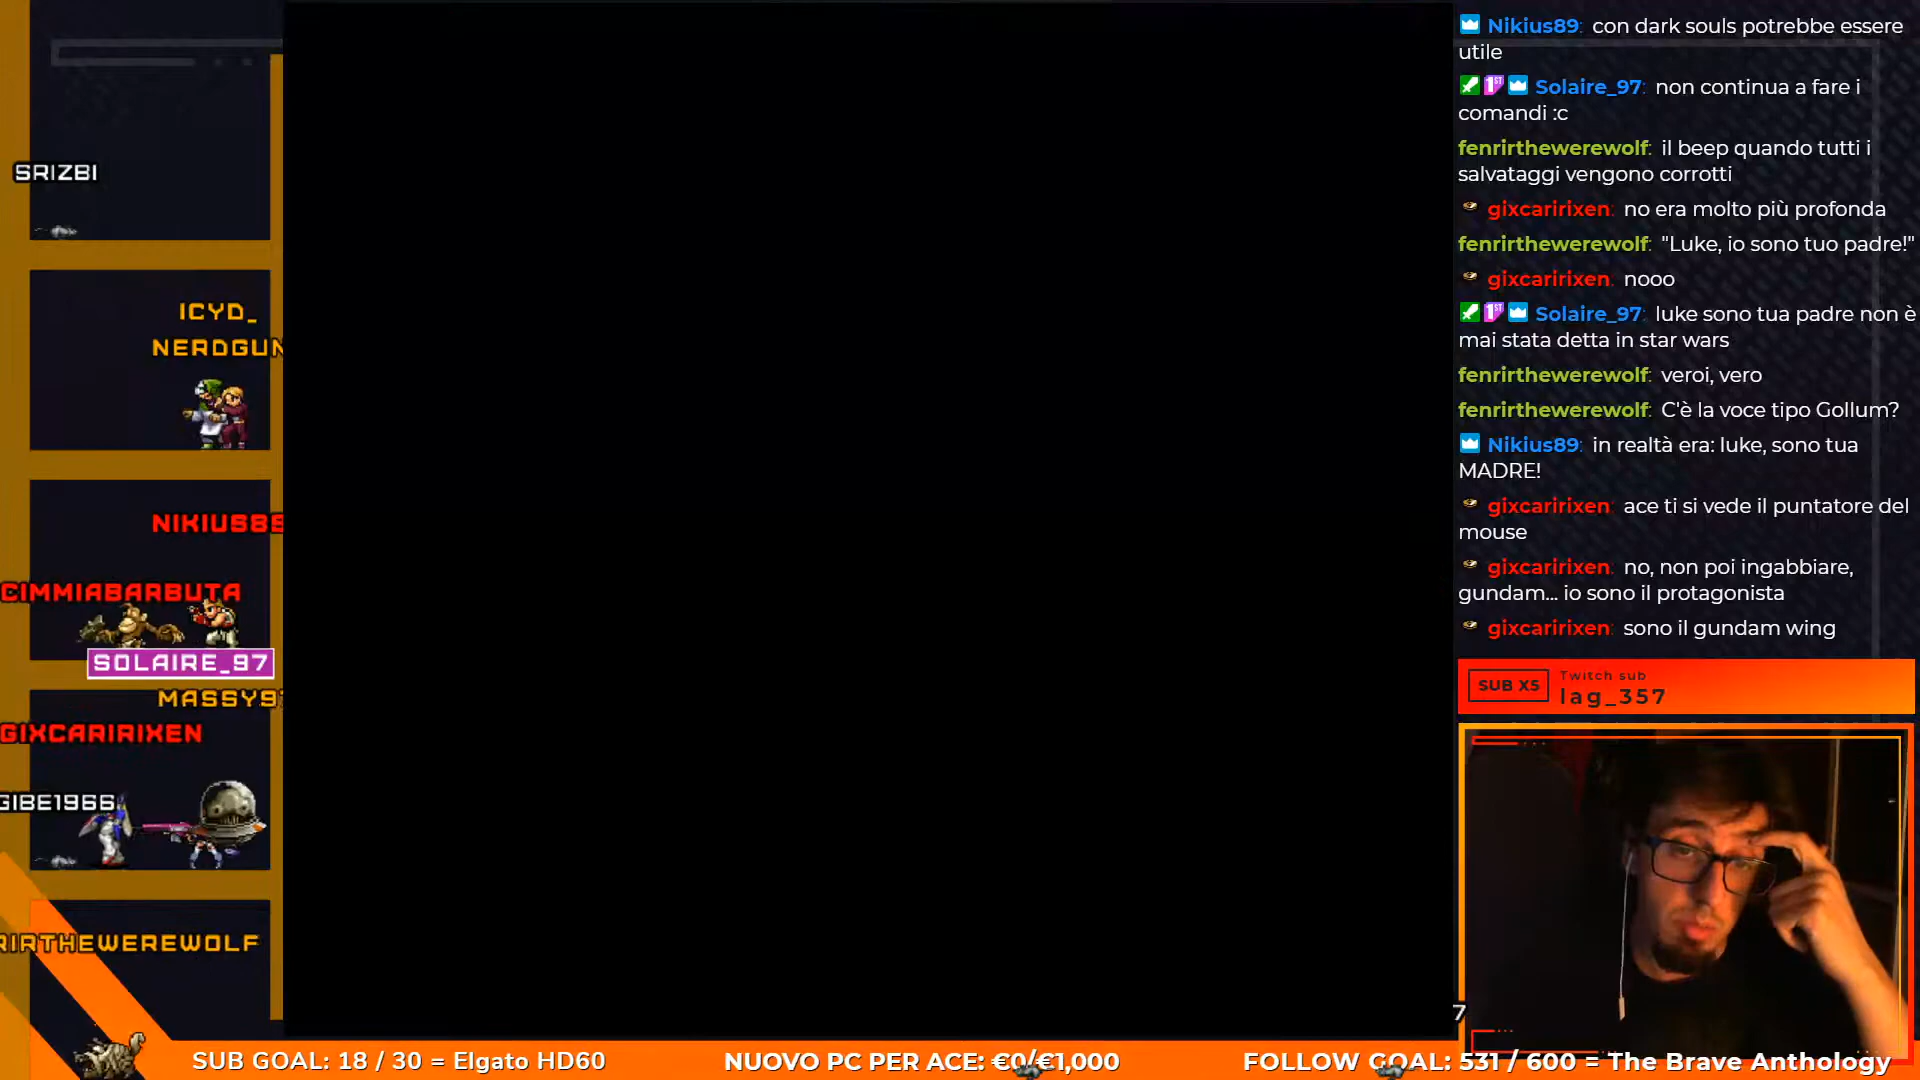 SRIZBI
ICYD_
NERDGUN
NIKIUS89
CIMMIABARBUTA
SOLAIRE_97
MASSY97
GIXCARIRIXEN
GIBE1966
RIRTHEWEREWOLF
Nikius89: con dark souls potrebbe essere
utile
1ST Solaire_97: non continua a fare i
comandi :c
fenrirthewerewolf: il beep quando tutti i
salvataggi vengono corrotti
gixcaririxen: no era molto più profonda
fenrirthewerewolf: "Luke, io sono tuo padre!"
gixcaririxen: nooo
1ST Solaire_97: luke sono tua padre non è
mai stata detta in star wars
fenrirthewerewolf: veroi, vero
fenrirthewerewolf: C'è la voce tipo Gollum?
Nikius89: in realtà era: luke, sono tua
MADRE!
gixcaririxen: ace ti si vede il puntatore del
mouse
gixcaririxen: no, non poi ingabbiare,
gundam... io sono il protagonista
gixcaririxen: sono il gundam wing
SUB X5
Twitch sub
lag_357
7
SUB GOAL: 18 / 30 = Elgato HD60
NUOVO PC PER ACE: €0/€1,000
FOLLOW GOAL: 531 / 600 = The Brave Anthology